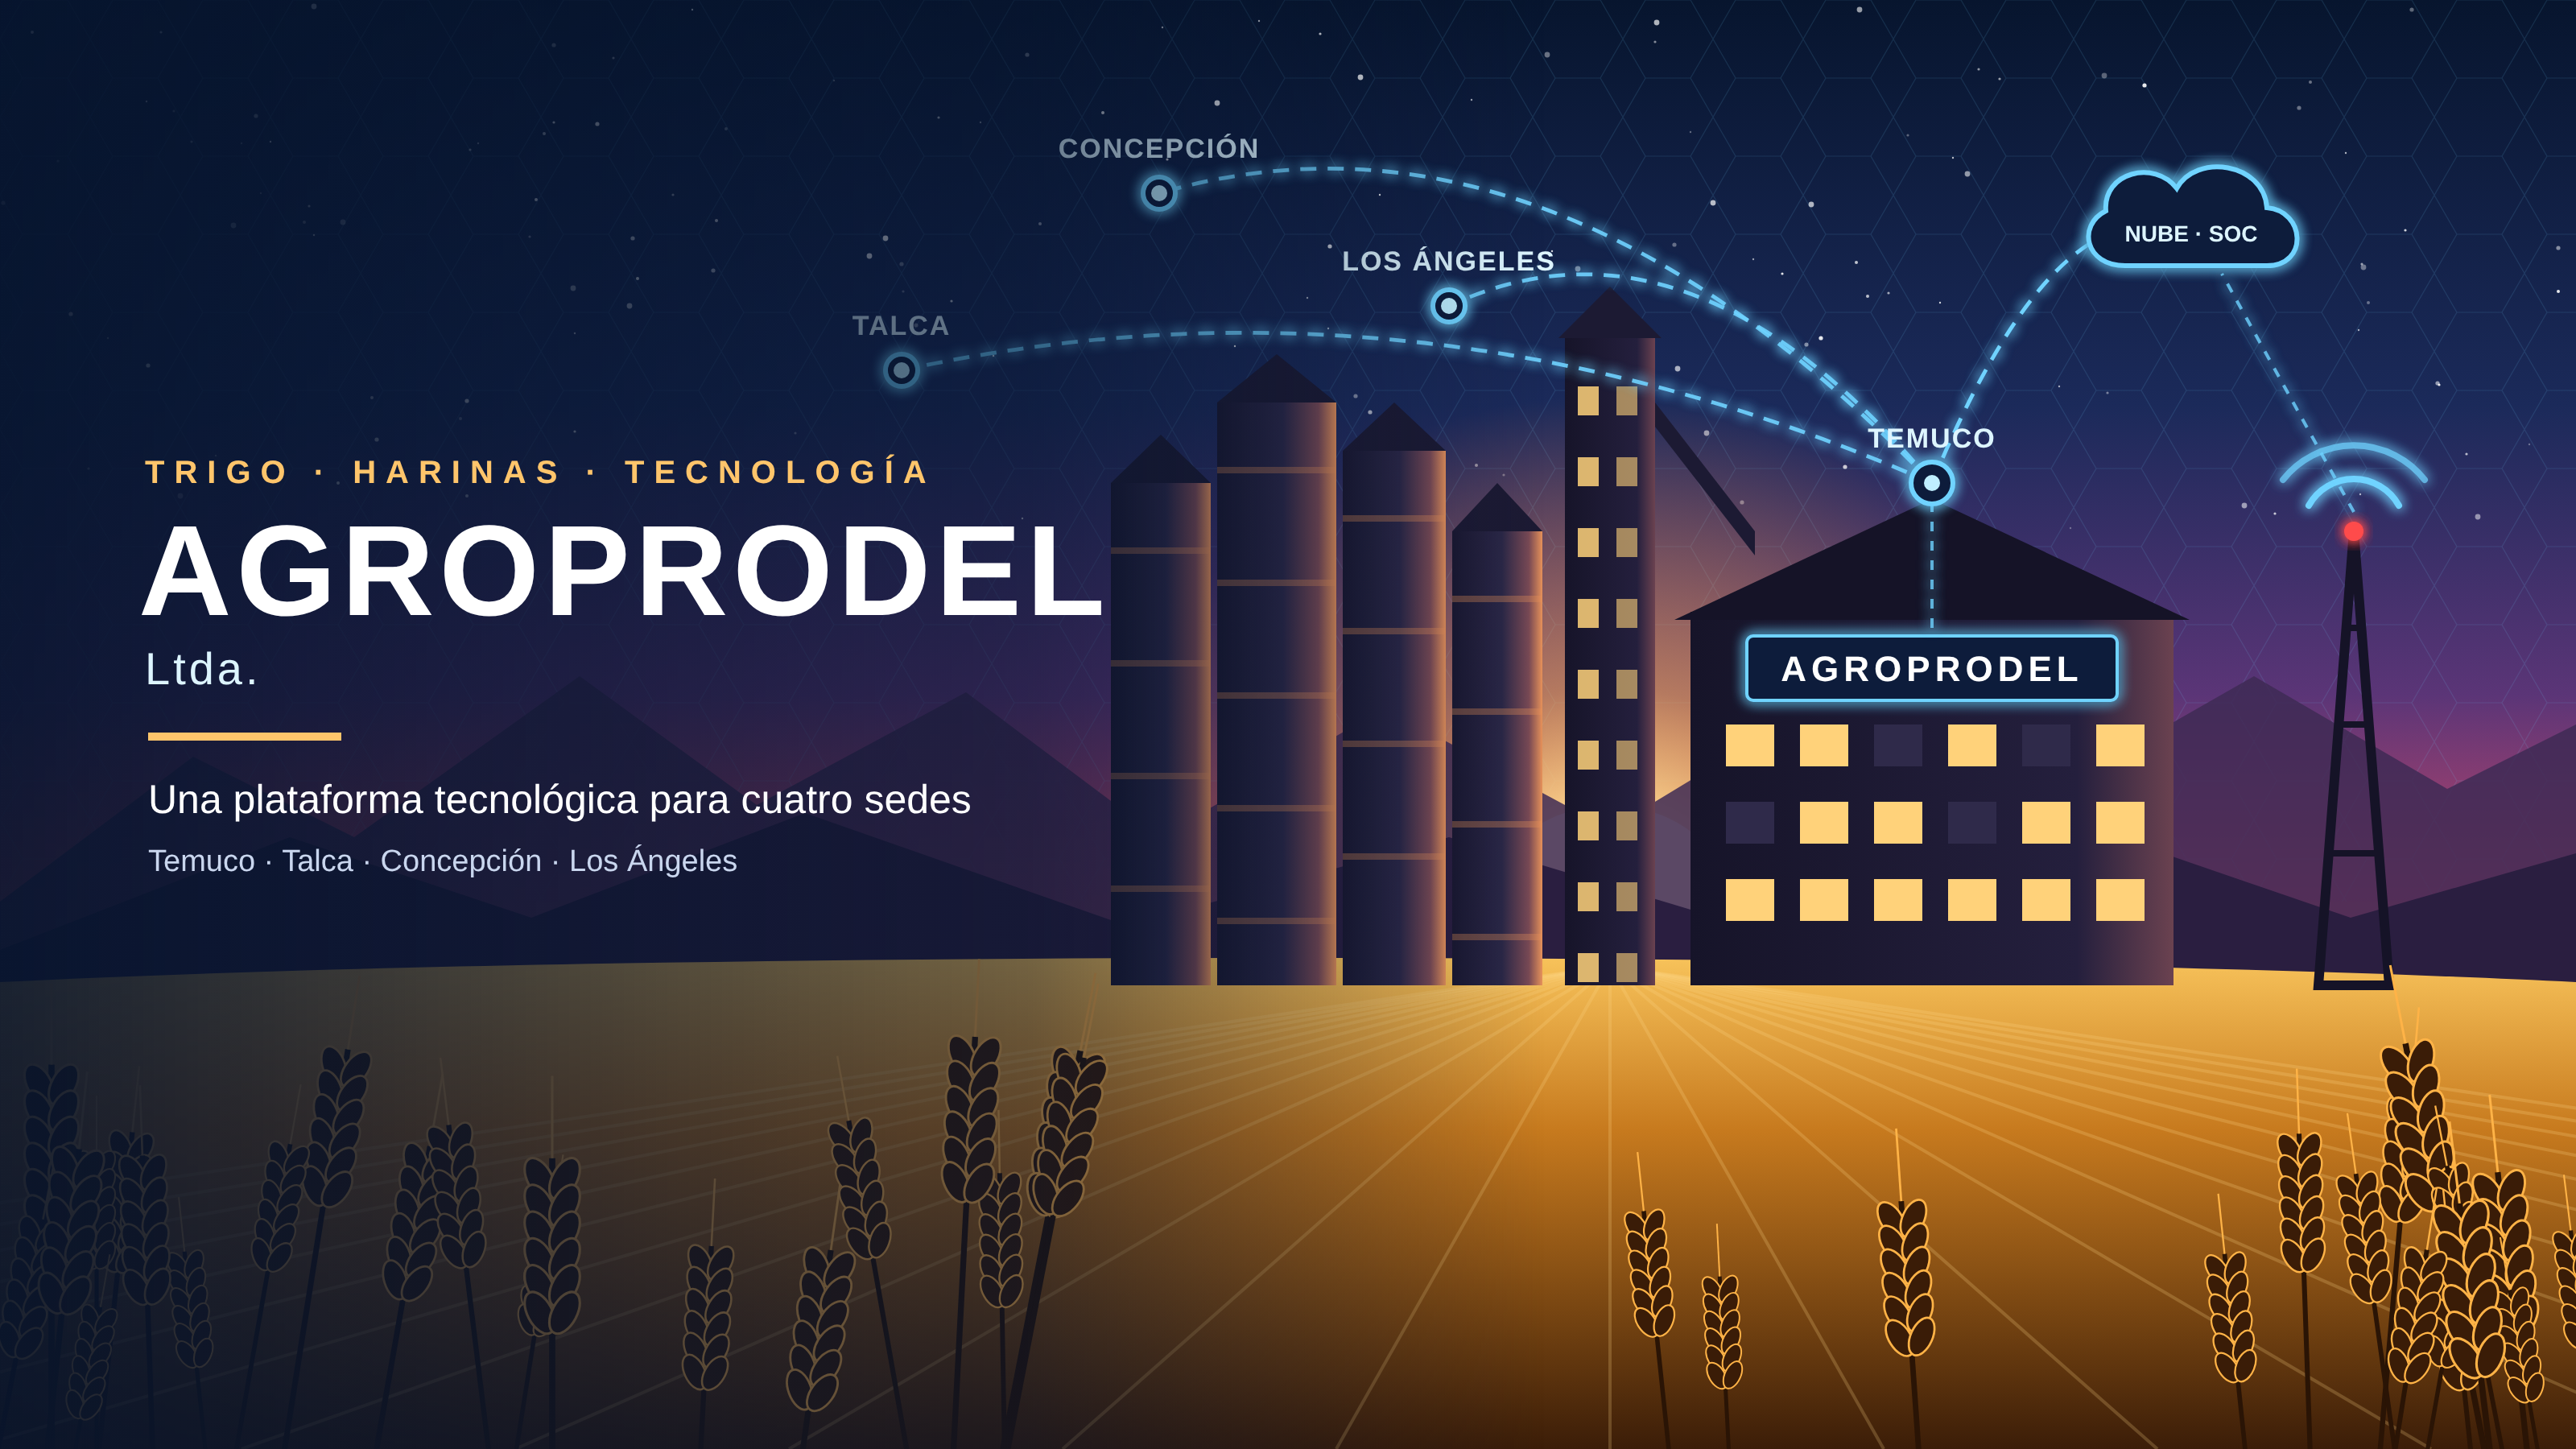 CONCEPCIÓN
NUBE · SOC
LOS ÁNGELES
TALCA
TEMUCO
TRIGO · HARINAS · TECNOLOGÍA
AGROPRODEL
Ltda.
AGROPRODEL
Una plataforma tecnológica para cuatro sedes
Temuco · Talca · Concepción · Los Ángeles